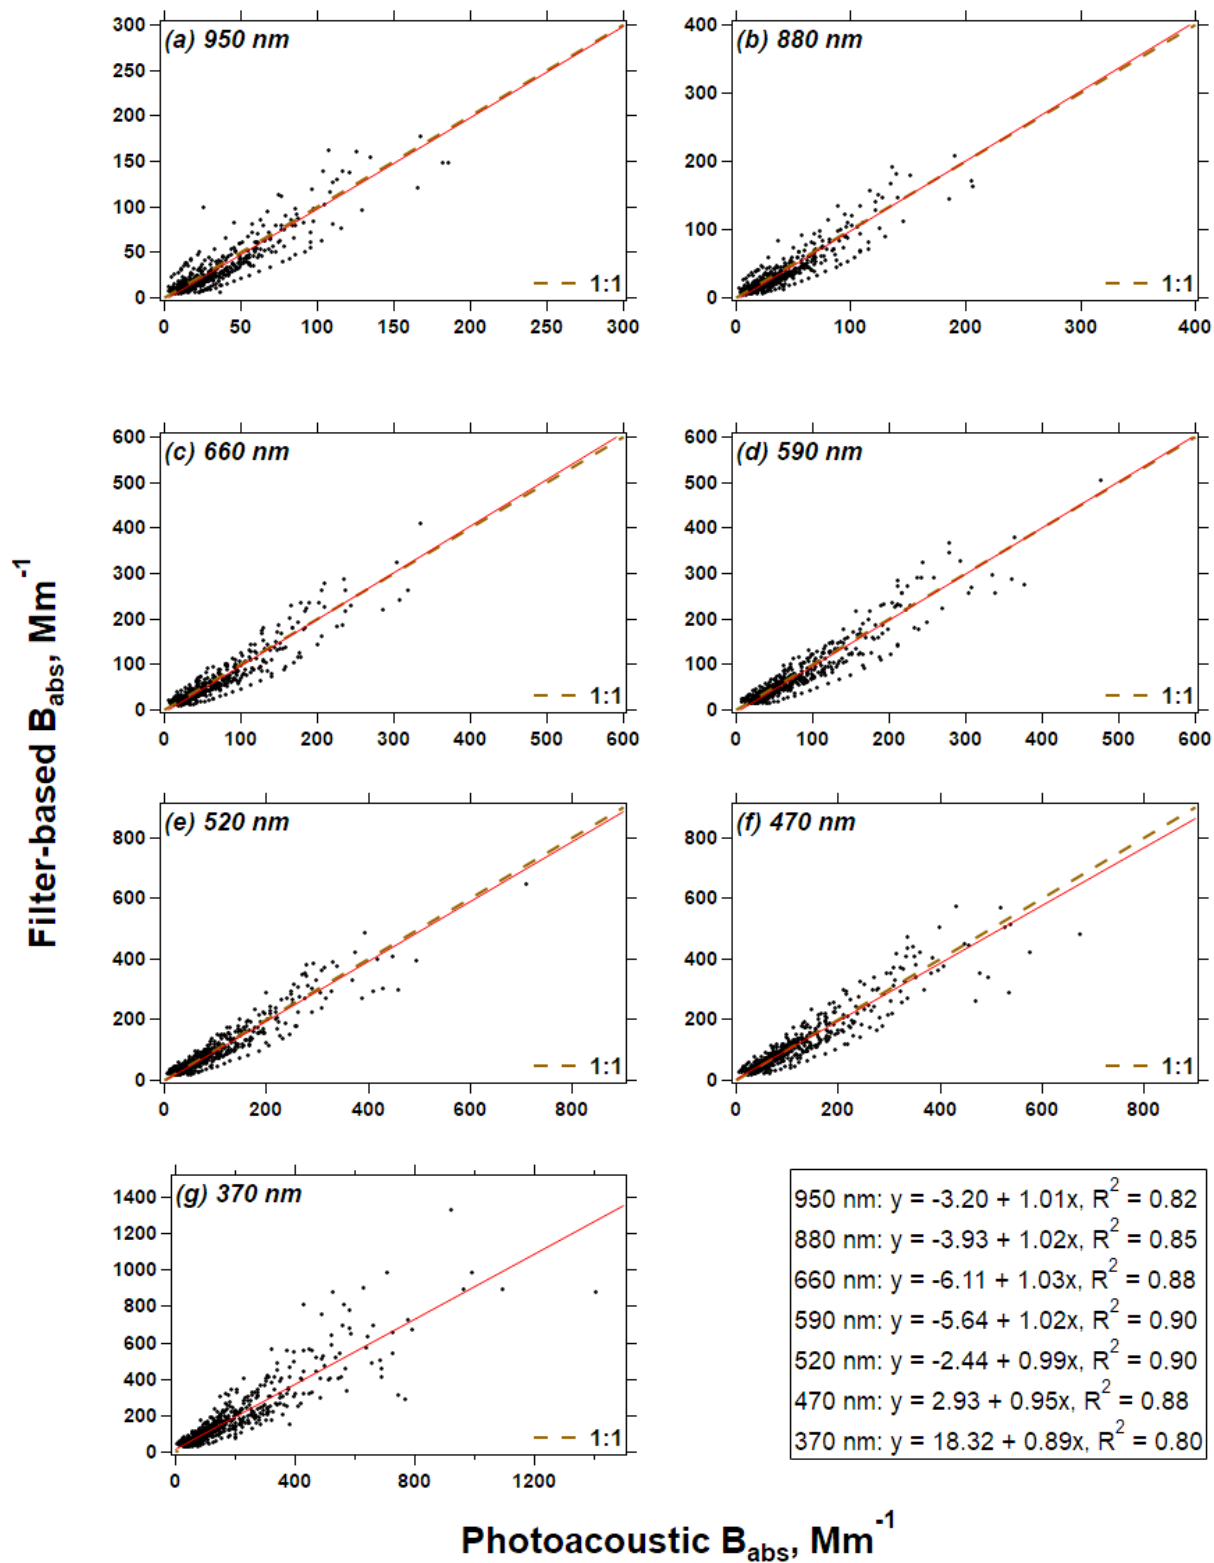 (a) 950 nm
300
250
200
150
100
50
0
0 50 100 150 200 250 300
1:1
(b) 880 nm
400
300
200
100
0
0 100 200 300 400
1:1
(c) 660 nm
600
500
400
300
200
100
0
0 100 200 300 400 500 600
1:1
(d) 590 nm
600
500
400
300
200
100
0
0 100 200 300 400 500 600
1:1
(e) 520 nm
800
600
400
200
0
0 200 400 600 800
1:1
(f) 470 nm
800
600
400
200
0
0 200 400 600 800
1:1
(g) 370 nm
1400
1200
1000
800
600
400
200
0
0 400 800 1200
1:1
950 nm: y = -3.20 + 1.01x, R² = 0.82
880 nm: y = -3.93 + 1.02x, R² = 0.85
660 nm: y = -6.11 + 1.03x, R² = 0.88
590 nm: y = -5.64 + 1.02x, R² = 0.90
520 nm: y = -2.44 + 0.99x, R² = 0.90
470 nm: y = 2.93 + 0.95x, R² = 0.88
370 nm: y = 18.32 + 0.89x, R² = 0.80
Filter-based B_abs, Mm⁻¹
Photoacoustic B_abs, Mm⁻¹